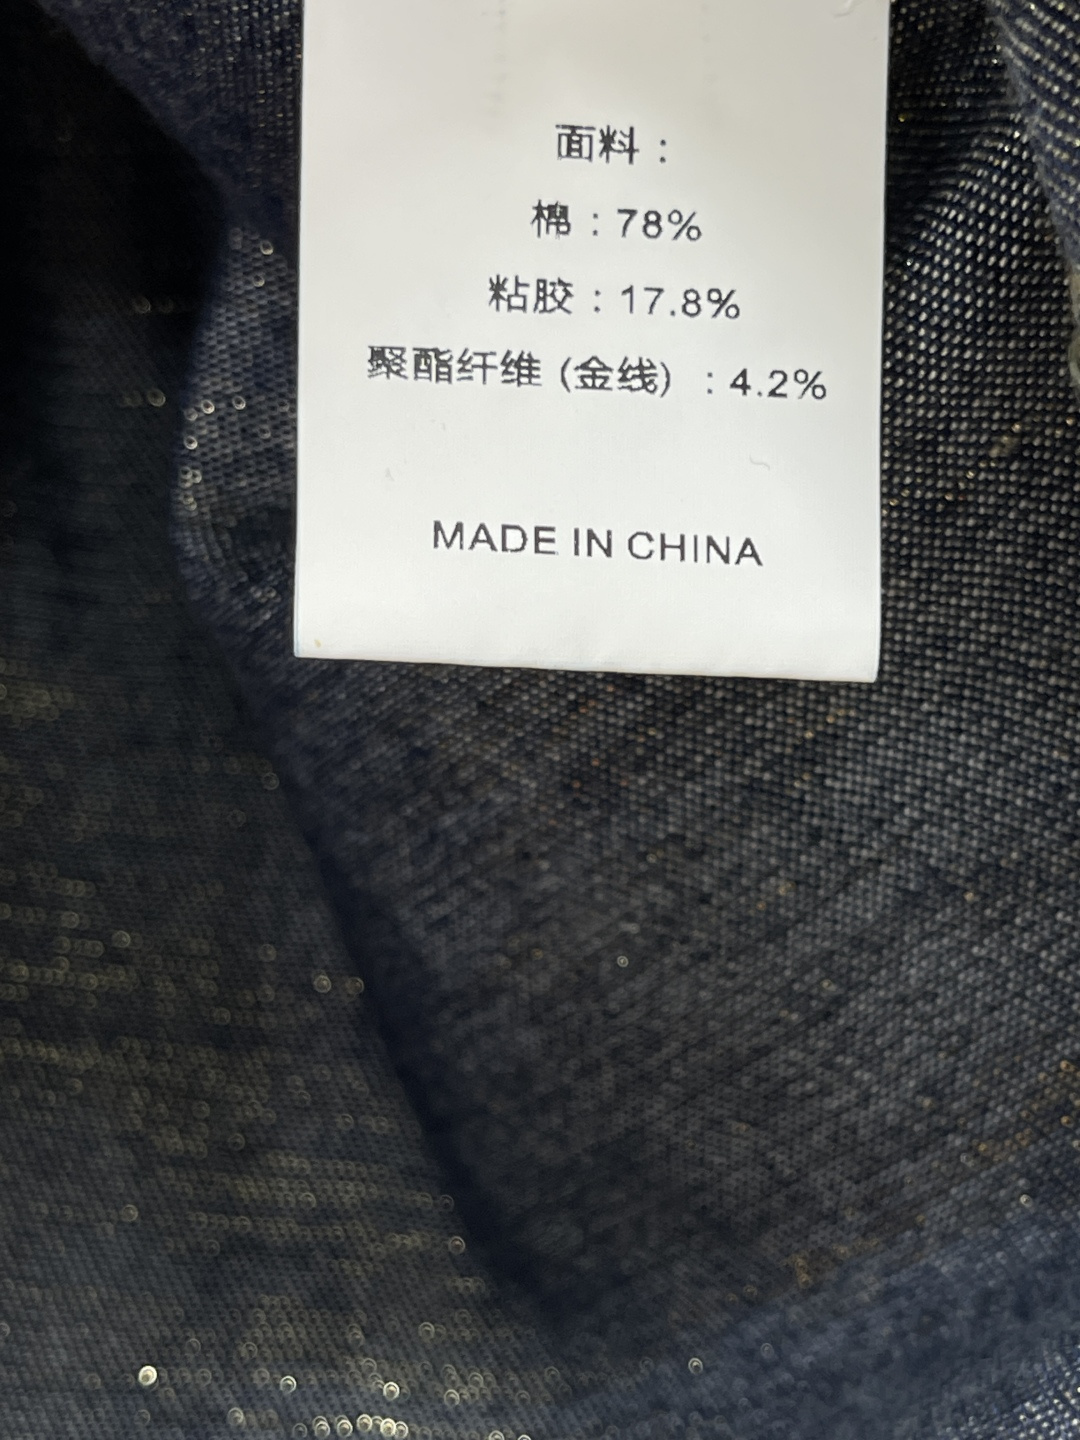 面料：
棉：78%
粘胶：17.8%
聚酯纤维 (金线) ：4.2%
MADE IN CHINA